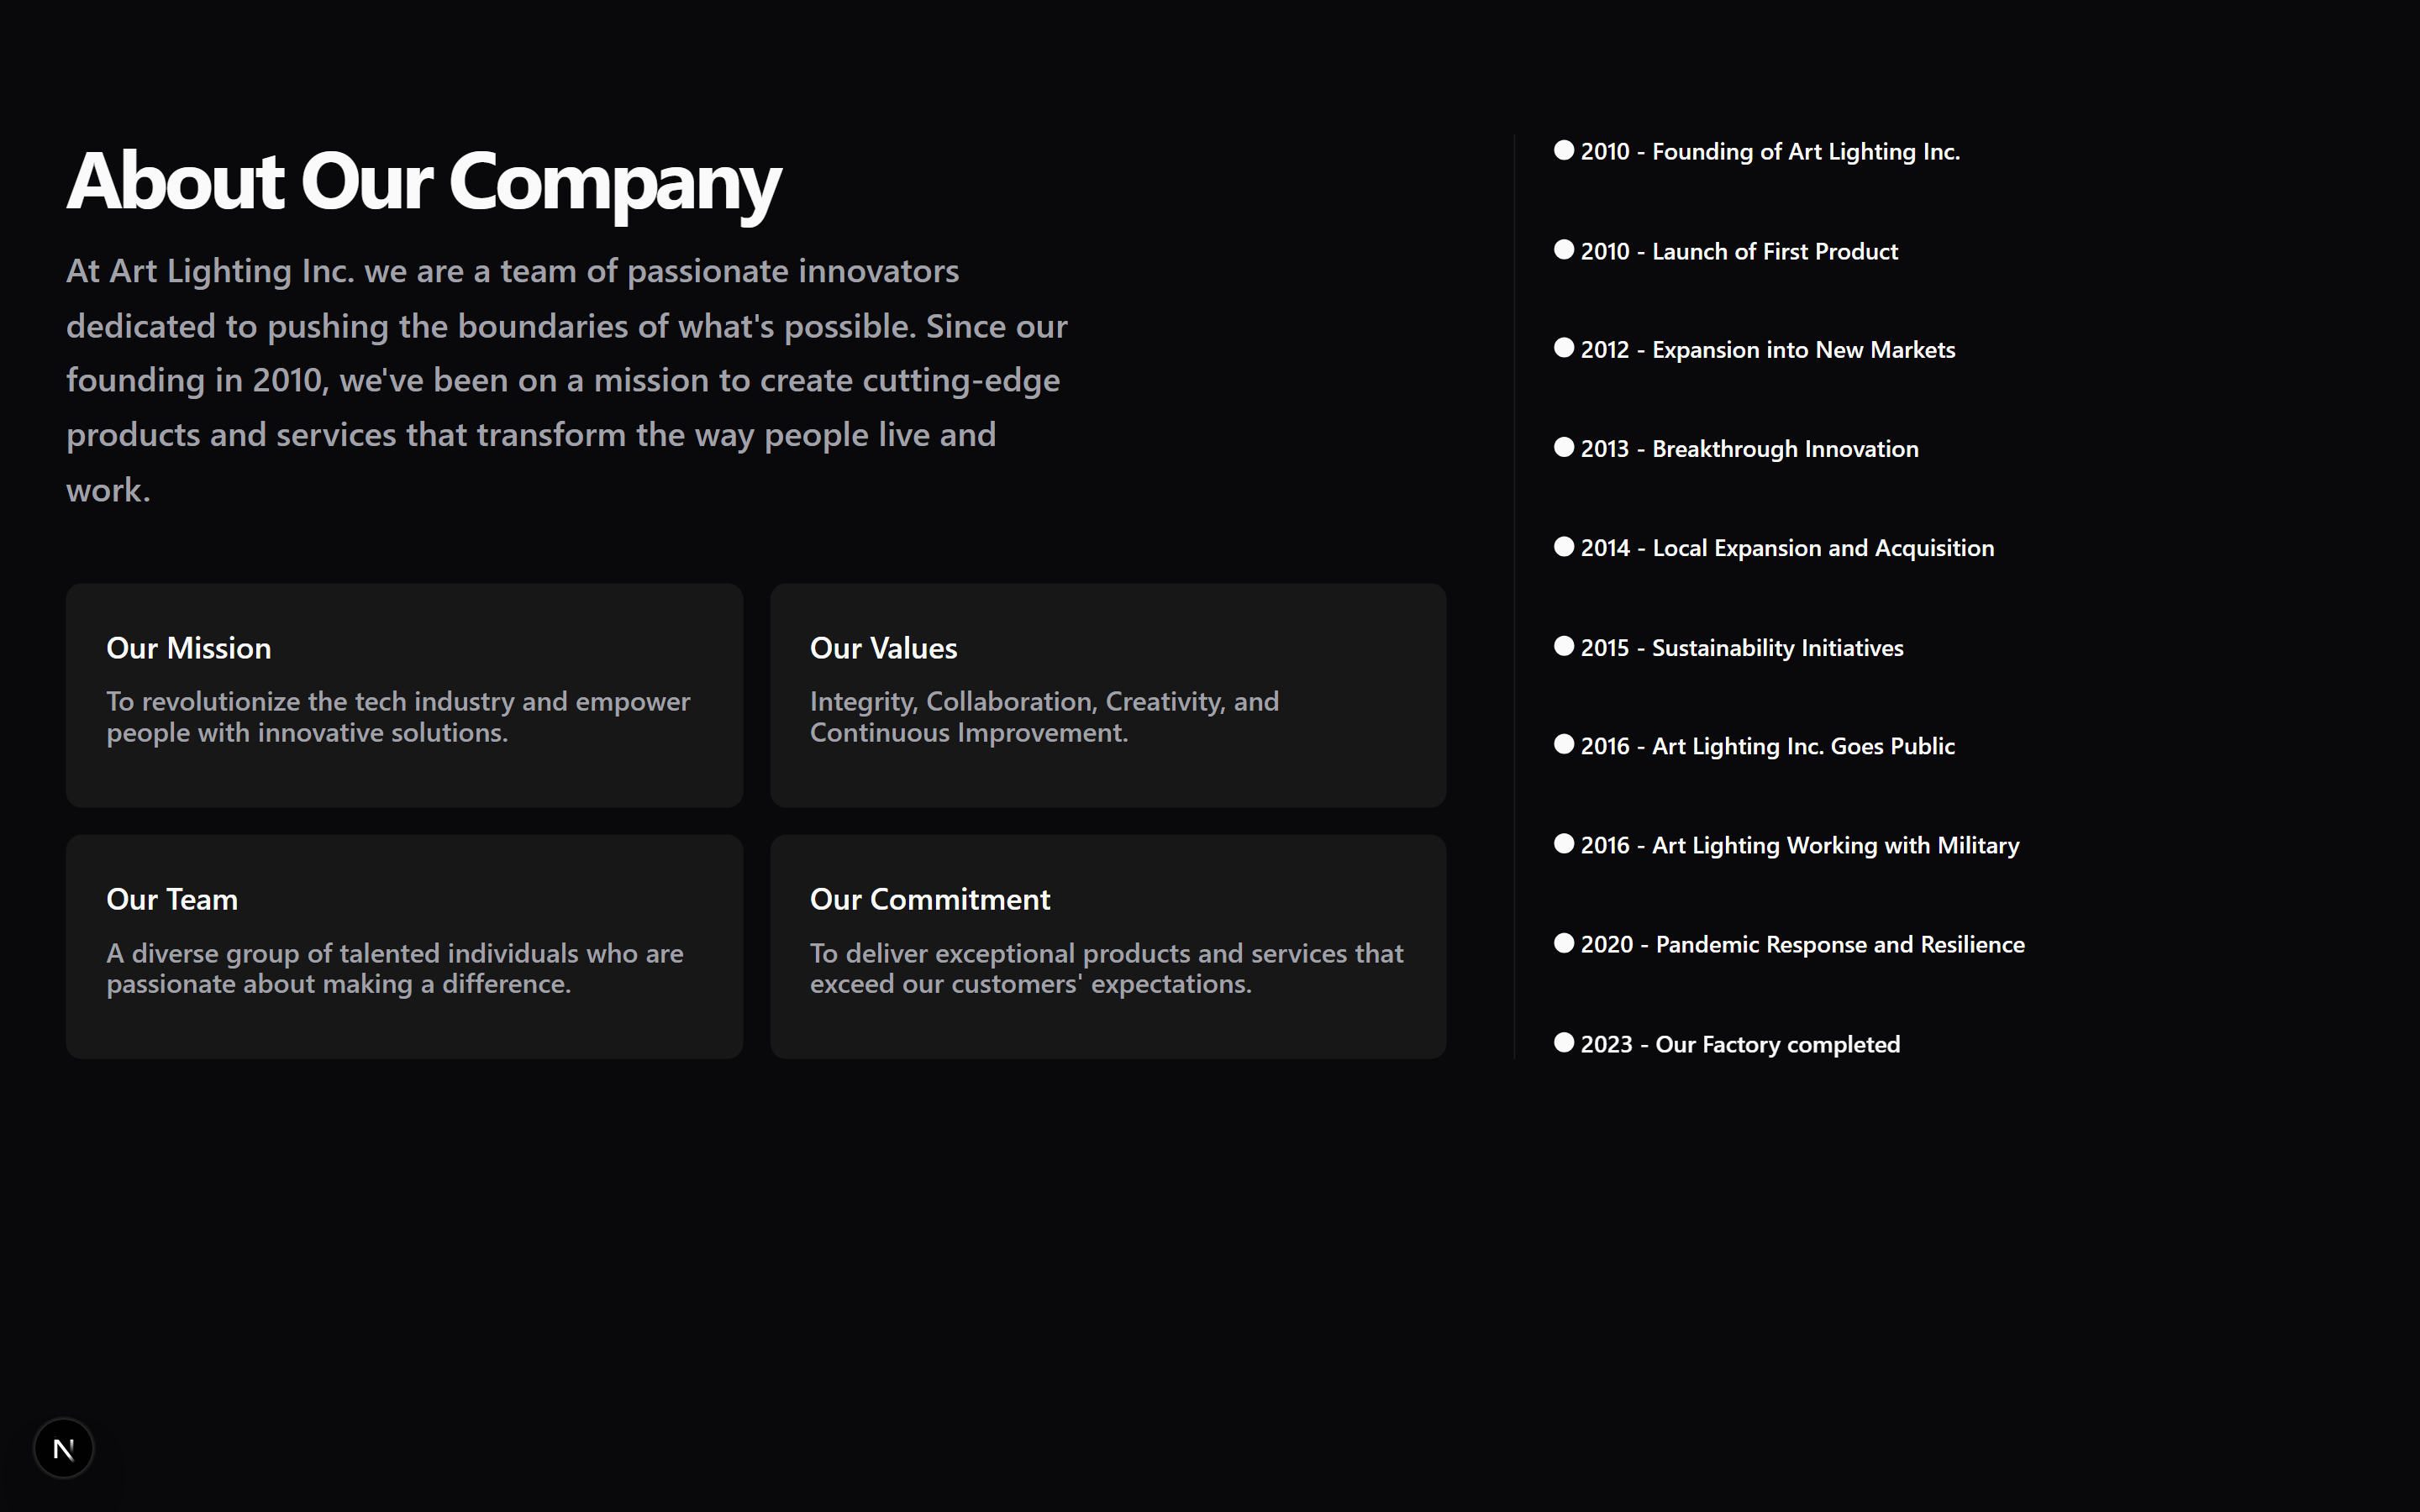 About Our Company
At Art Lighting Inc. we are a team of passionate innovators
dedicated to pushing the boundaries of what's possible. Since our
founding in 2010, we've been on a mission to create cutting-edge
products and services that transform the way people live and
work.
Our Mission
To revolutionize the tech industry and empower
people with innovative solutions.
Our Values
Integrity, Collaboration, Creativity, and
Continuous Improvement.
Our Team
A diverse group of talented individuals who are
passionate about making a difference.
Our Commitment
To deliver exceptional products and services that
exceed our customers' expectations.
2010 - Founding of Art Lighting Inc.
2010 - Launch of First Product
2012 - Expansion into New Markets
2013 - Breakthrough Innovation
2014 - Local Expansion and Acquisition
2015 - Sustainability Initiatives
2016 - Art Lighting Inc. Goes Public
2016 - Art Lighting Working with Military
2020 - Pandemic Response and Resilience
2023 - Our Factory completed
N